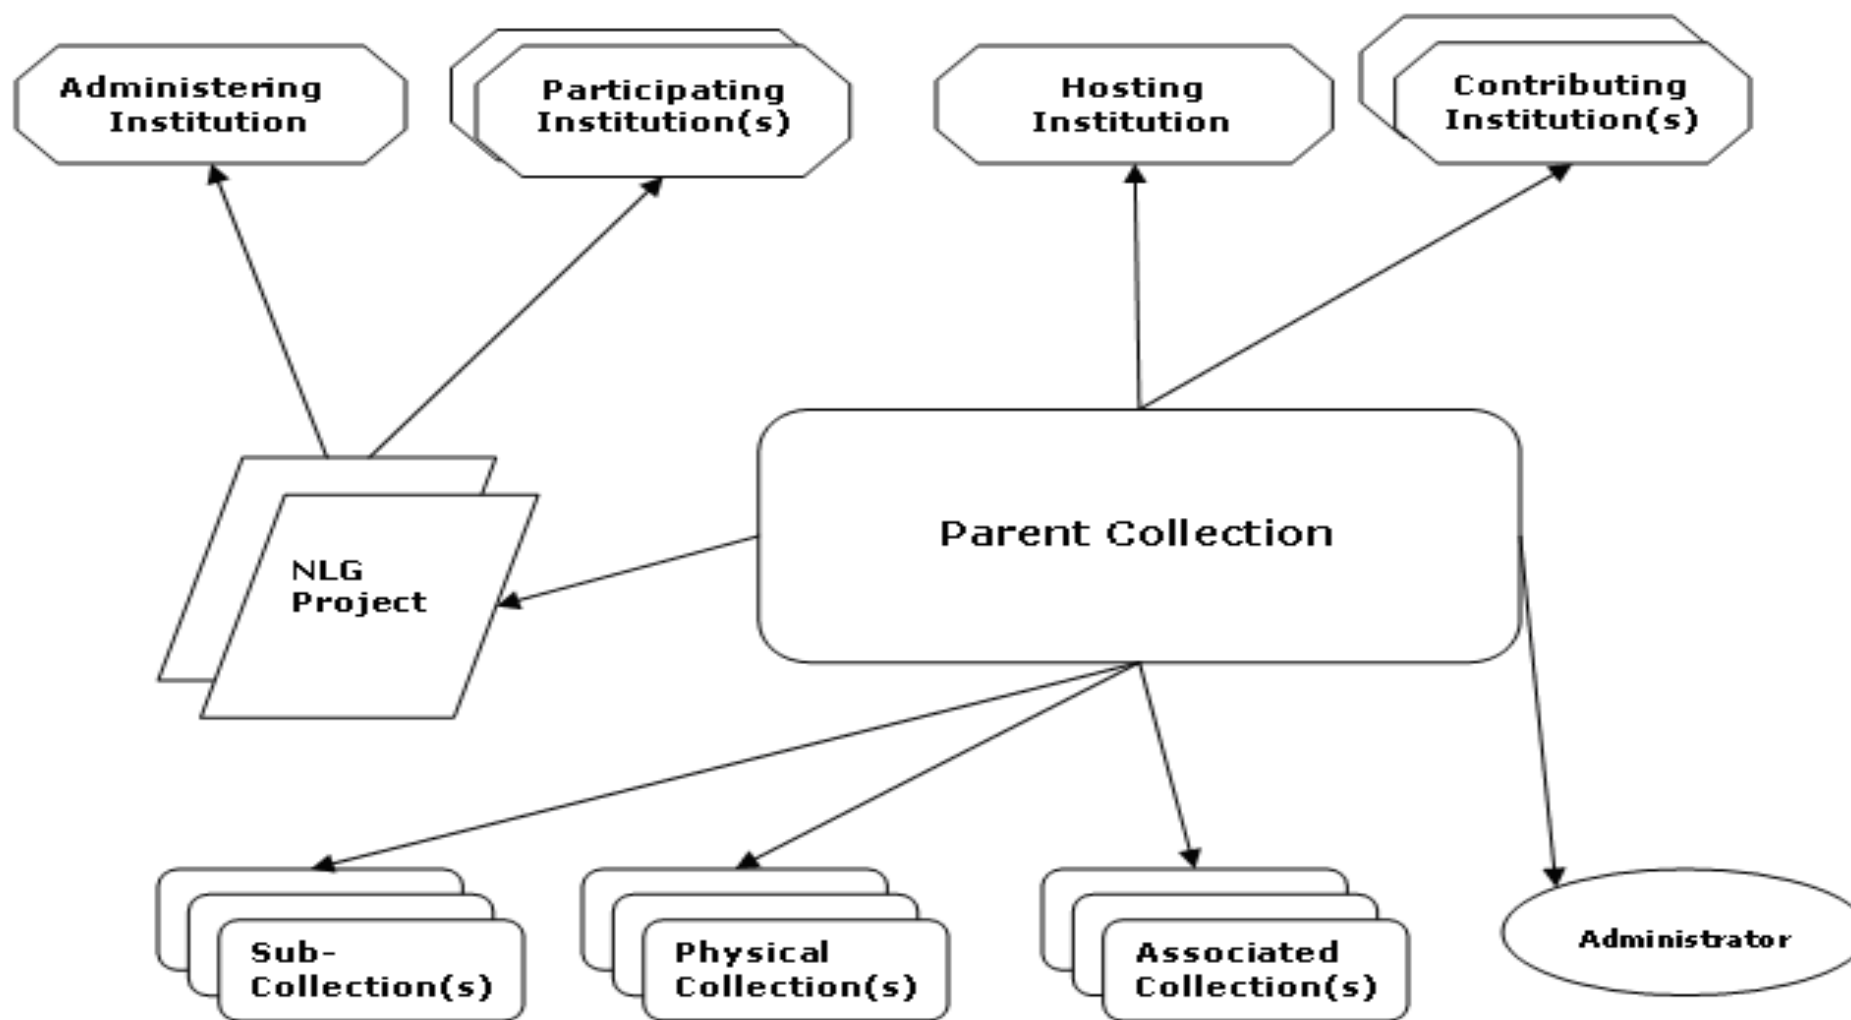 Administering
Institution
Participating
Institution(s)
Hosting
Institution
Contributing
Institution(s)
NLG
Project
Parent Collection
Sub-
Collection(s)
Physical
Collection(s)
Associated
Collection(s)
Administrator